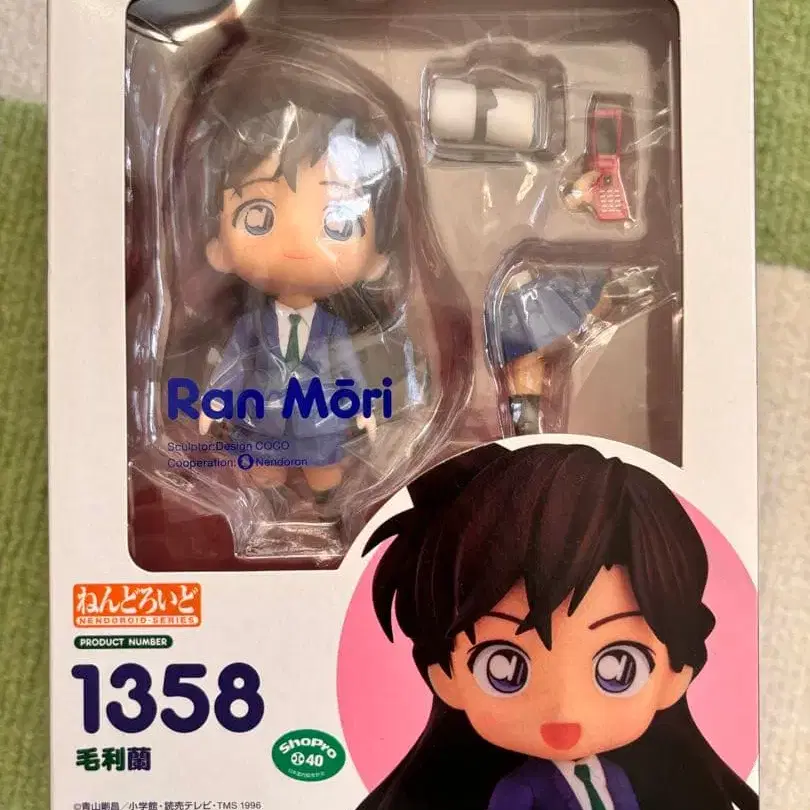 Ran Mōri
Sculptor:Design COCO
Cooperation: Nendoron
ねんどろいど
NENDOROID-SERIES
PRODUCT NUMBER
1358
毛利蘭
ShoPro
40
©青山剛昌／小学館・読売テレビ・TMS 1996